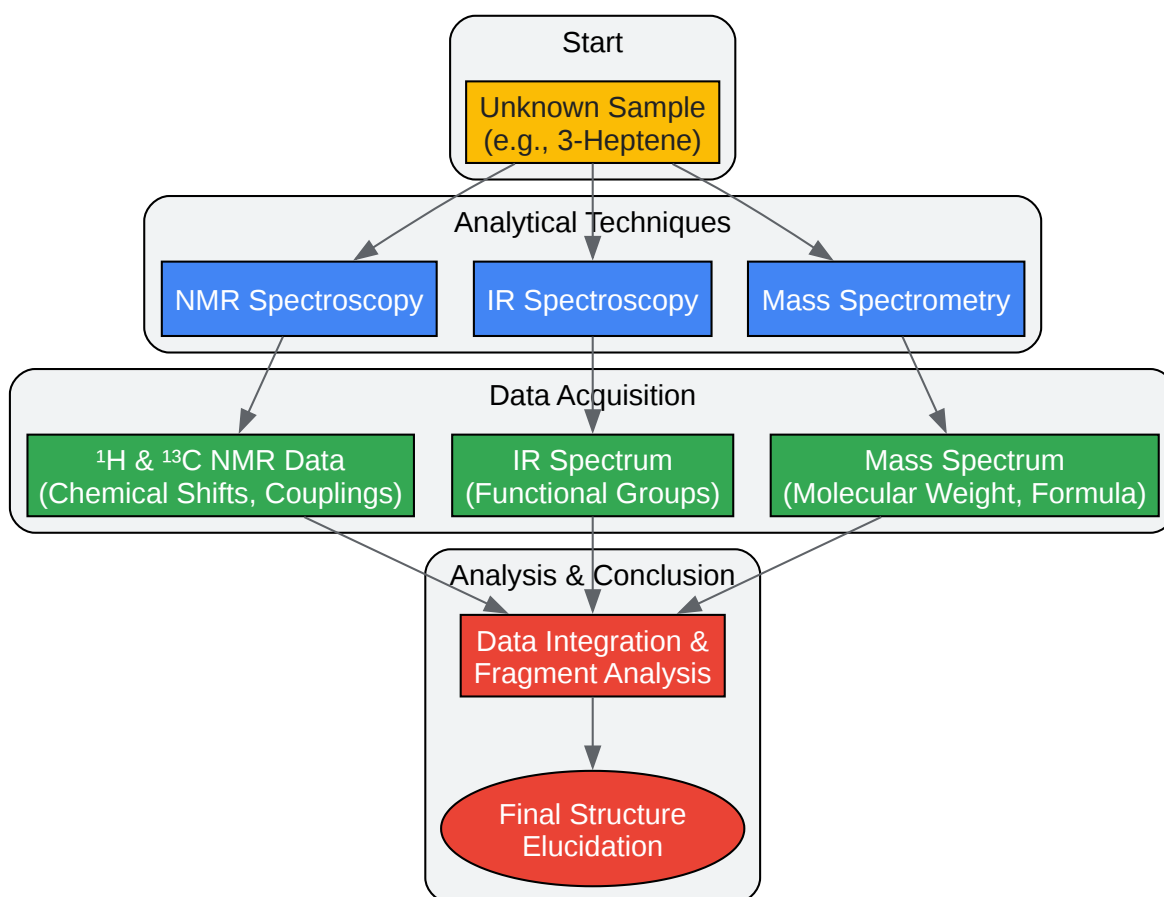 Start
Unknown Sample
(e.g., 3-Heptene)
Analytical Techniques
NMR Spectroscopy
IR Spectroscopy
Mass Spectrometry
Data Acquisition
¹H & ¹³C NMR Data
(Chemical Shifts, Couplings)
IR Spectrum
(Functional Groups)
Mass Spectrum
(Molecular Weight, Formula)
Analysis & Conclusion
Data Integration &
Fragment Analysis
Final Structure
Elucidation